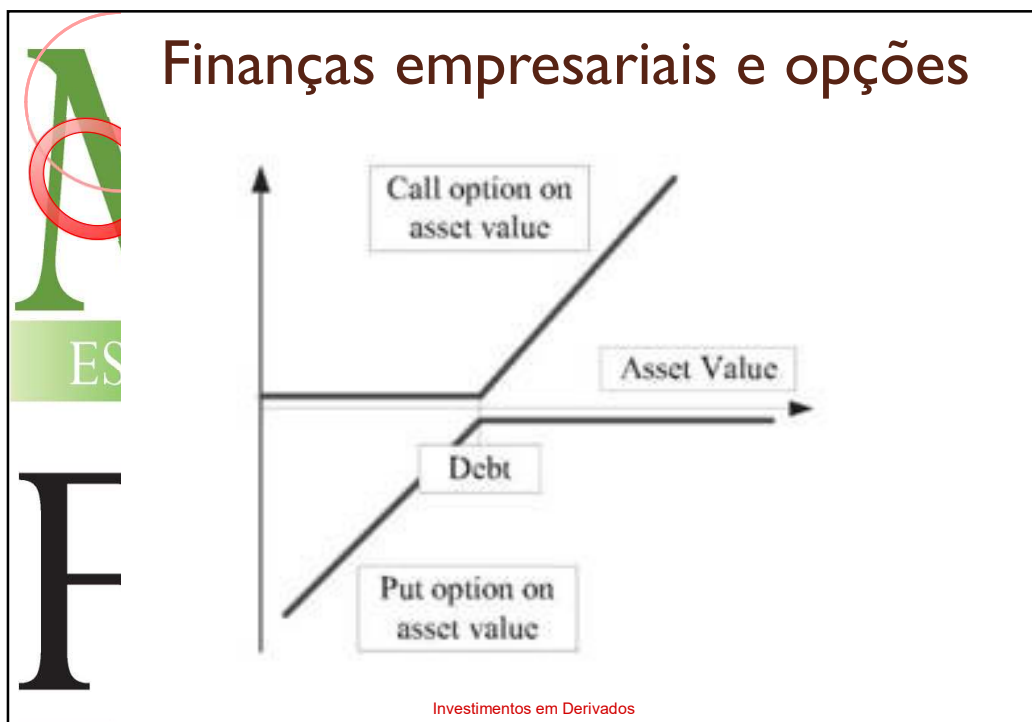 Finanças empresariais e opções
Call option on
asset value
Asset Value
Debt
Put option on
asset value
ES
F
Investimentos em Derivados